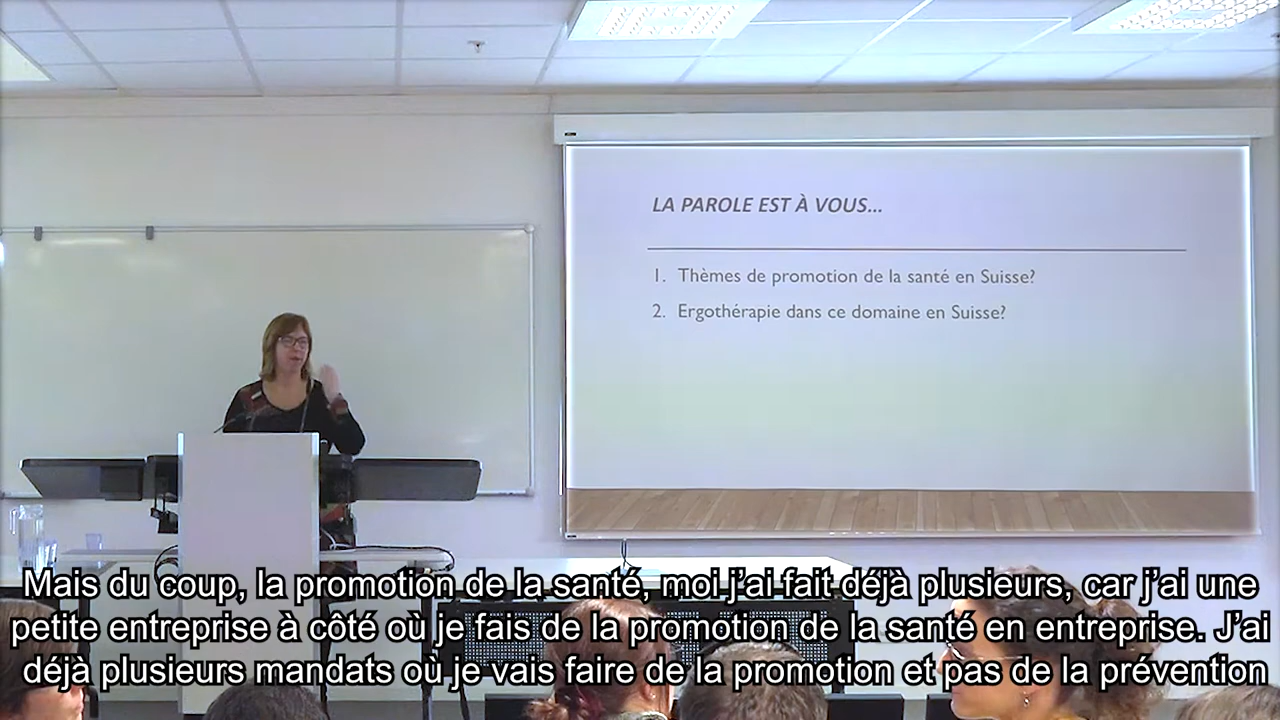 LA PAROLE EST À VOUS...
1. Thèmes de promotion de la santé en Suisse?
2. Ergothérapie dans ce domaine en Suisse?
Mais du coup, la promotion de la santé, moi j'ai fait déjà plusieurs, car j'ai une
petite entreprise à côté où je fais de la promotion de la santé en entreprise. J'ai
déjà plusieurs mandats où je vais faire de la promotion et pas de la prévention